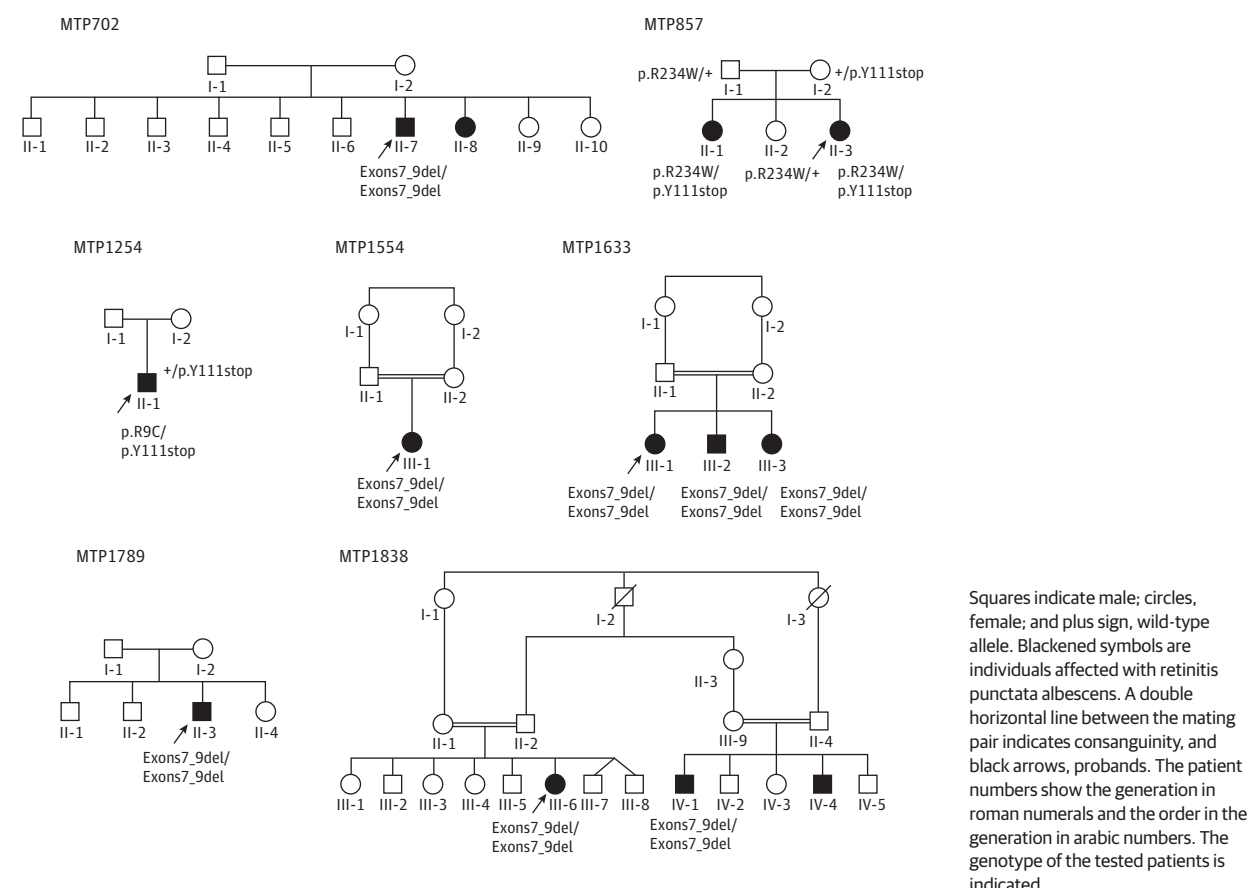 MTP702
I-1 I-2
II-1 II-2 II-3 II-4 II-5 II-6 II-7 II-8 II-9 II-10
Exons7_9del/
Exons7_9del
MTP857
p.R234W/+ +/p.Y111stop
I-1 I-2
II-1 II-2 II-3
p.R234W/ p.R234W/+ p.R234W/
p.Y111stop p.Y111stop
MTP1254
I-1 I-2
+/p.Y111stop
II-1
p.R9C/
p.Y111stop
MTP1554
I-1 I-2
II-1 II-2
III-1
Exons7_9del/
Exons7_9del
MTP1633
I-1 I-2
II-1 II-2
III-1 III-2 III-3
Exons7_9del/ Exons7_9del/ Exons7_9del/
Exons7_9del Exons7_9del Exons7_9del
MTP1789
I-1 I-2
II-1 II-2 II-3 II-4
Exons7_9del/
Exons7_9del
MTP1838
I-1 I-2 I-3
II-3
II-1 II-2 III-9 II-4
III-1 III-2 III-3 III-4 III-5 III-6 III-7 III-8 IV-1 IV-2 IV-3 IV-4 IV-5
Exons7_9del/ Exons7_9del/
Exons7_9del Exons7_9del
Squares indicate male; circles,
female; and plus sign, wild-type
allele. Blackened symbols are
individuals affected with retinitis
punctata albescens. A double
horizontal line between the mating
pair indicates consanguinity, and
black arrows, probands. The patient
numbers show the generation in
roman numerals and the order in the
generation in arabic numbers. The
genotype of the tested patients is
indicated